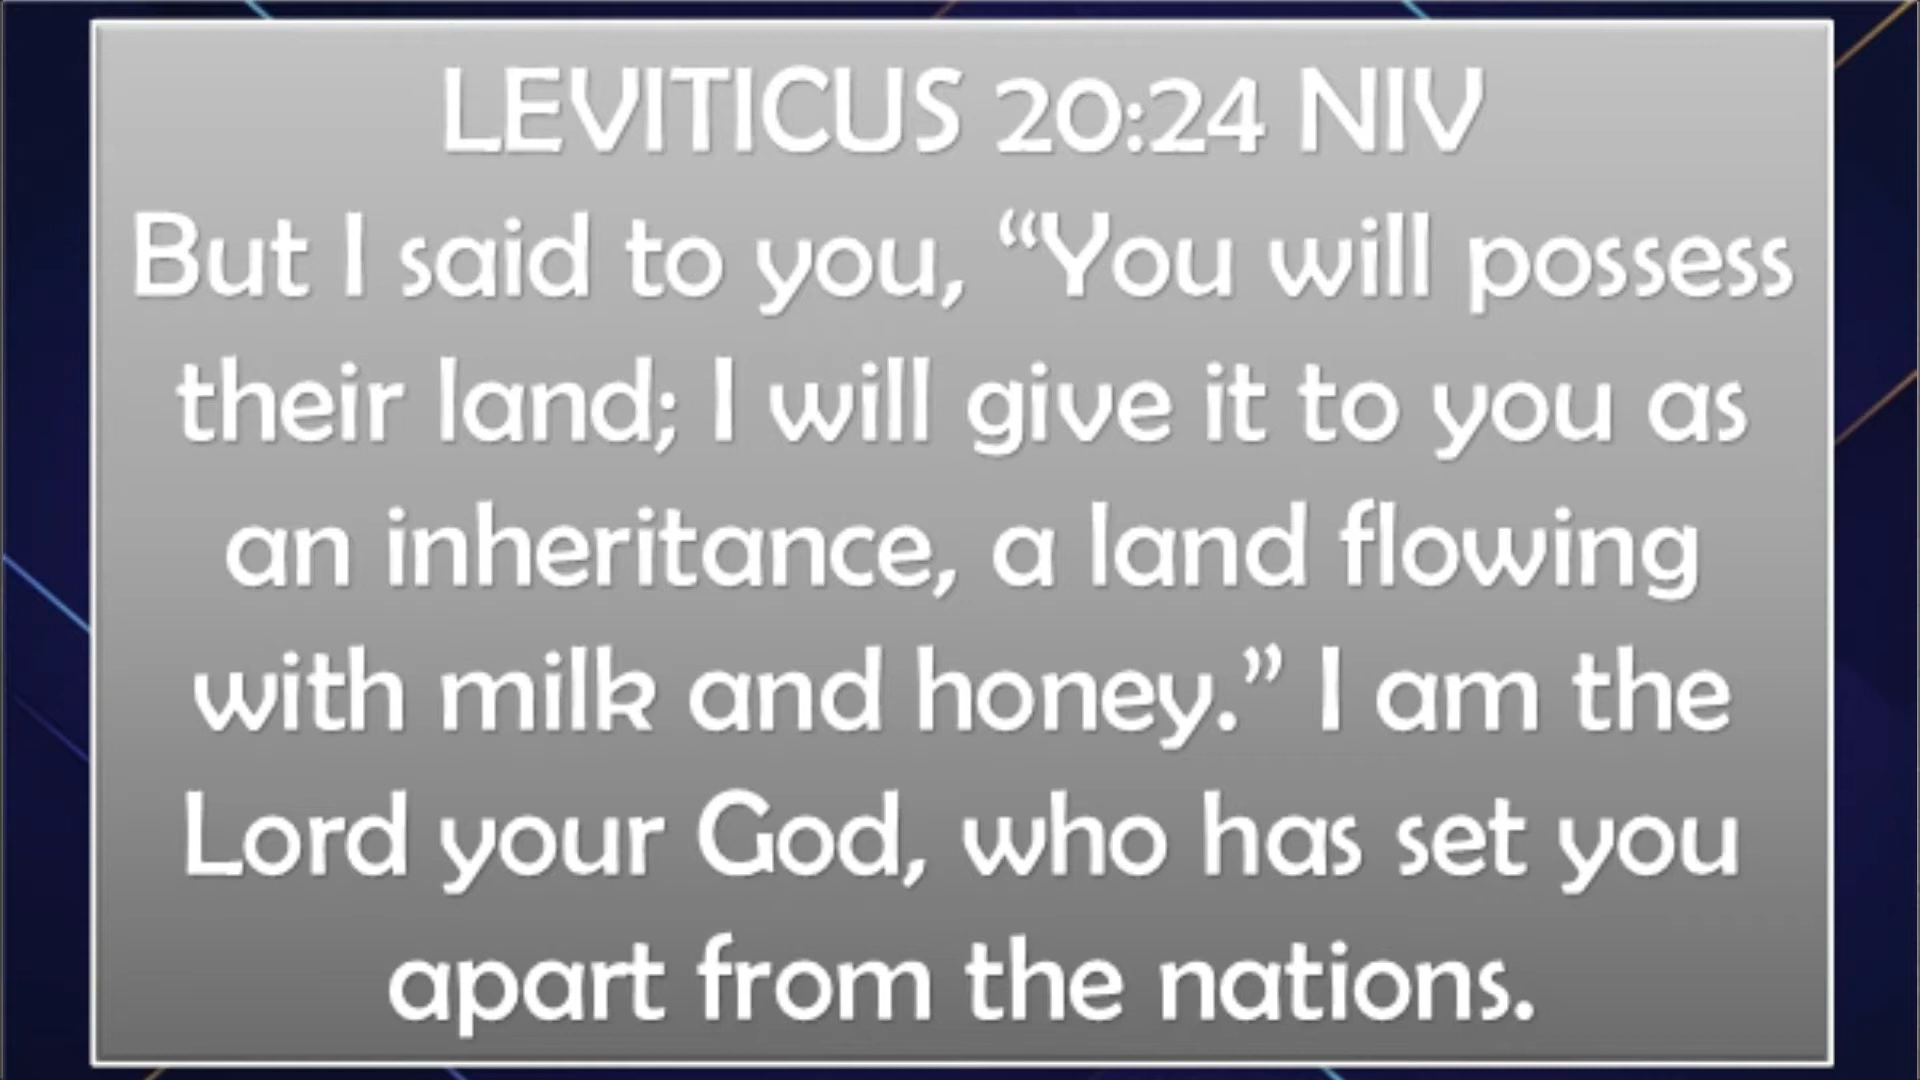 LEVITICUS 20:24 NIV
But I said to you, “You will possess
their land; I will give it to you as
an inheritance, a land flowing
with milk and honey.” I am the
Lord your God, who has set you
apart from the nations.